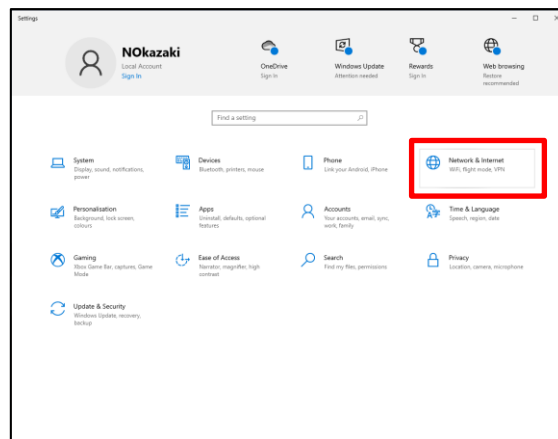 Settings
NOkazaki
Local Account
Sign In
OneDrive
Sign In
Windows Update
Attention needed
Rewards
Sign In
Web browsing
Restore
recommended
Find a setting
System
Display, sound, notifications,
power
Devices
Bluetooth, printers, mouse
Phone
Link your Android, iPhone
Network & Internet
WiFi, flight mode, VPN
Personalisation
Background, lock screen,
colours
Apps
Uninstall, defaults, optional
features
Accounts
Your accounts, email, sync,
work, family
Time & Language
Speech, region, date
Gaming
Xbox Game Bar, captures, Game
Mode
Ease of Access
Narrator, magnifier, high
contrast
Search
Find my files, permissions
Privacy
Location, camera, microphone
Update & Security
Windows Update, recovery,
backup